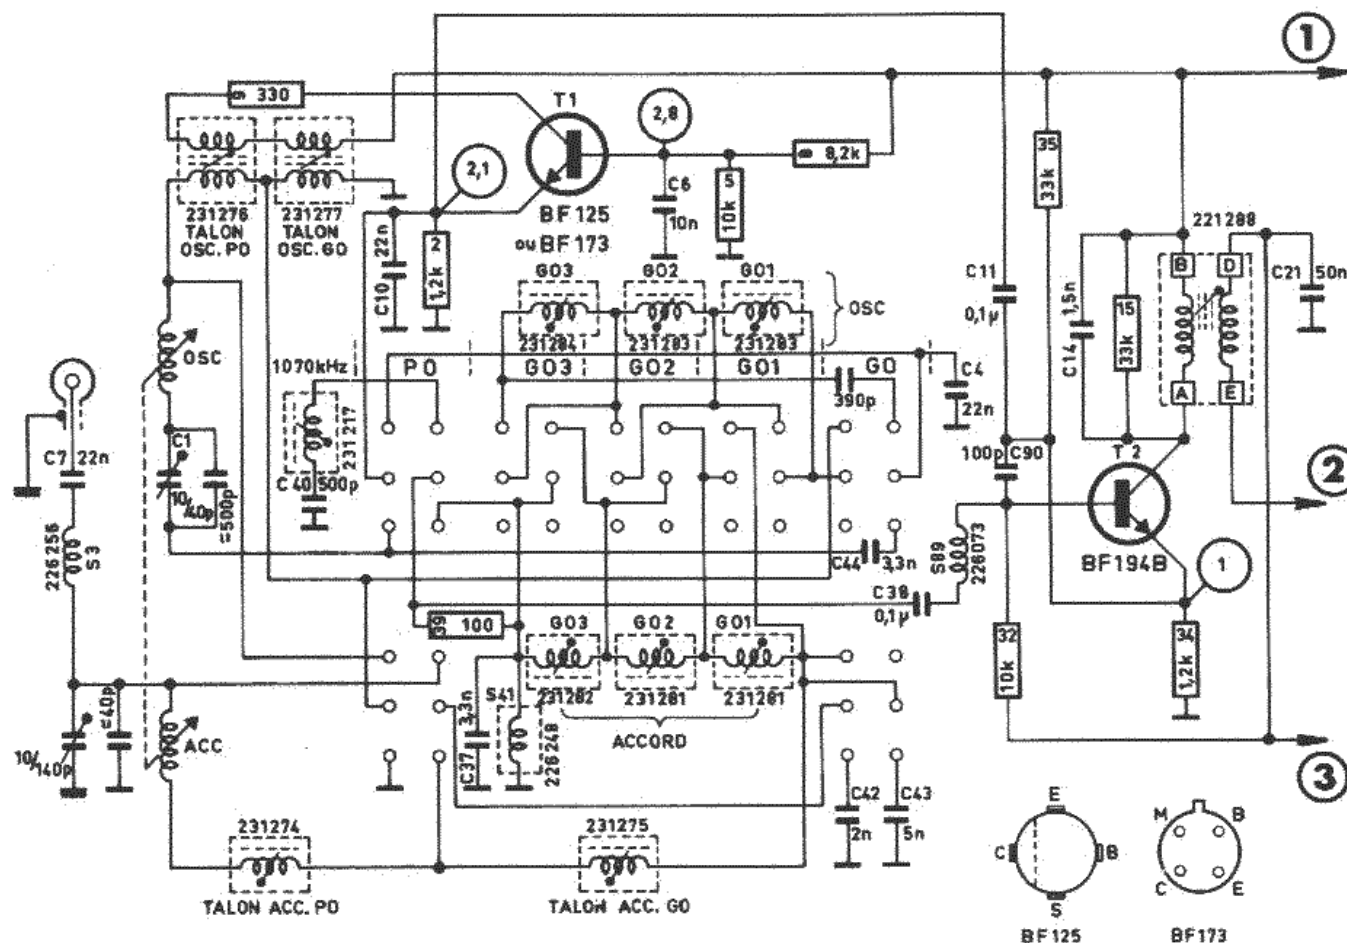 1
330
T1
2,8
8,2k
35
33k
2,1
C6
10n
5
10k
231276
TALON
OSC. PO
231277
TALON
OSC. GO
BF125
ou BF173
22n
C10
2
1,2k
221288
GO3
GO2
GO1
OSC
C11
0,1µ
B
D
C21
50n
1,5n
C14
15
33k
A
E
231284
231283
231283
OSC
1070kHz
PO
GO3
GO2
GO1
GO
C4
22n
390p
231217
C40
500p
C7
22n
C1
10/40p
=500p
100p
C90
T2
2
BF194B
226256
S3
C44
3,3n
S89
226073
1
C38
0,1µ
39
100
GO3
GO2
GO1
32
10k
34
1,2k
231282
231281
231281
ACCORD
=40p
10/140p
ACC
3,3n
C37
S41
226248
3
C42
2n
C43
5n
231274
TALON ACC. PO
231275
TALON ACC. GO
E
C
B
S
BF125
M
B
C
E
BF173